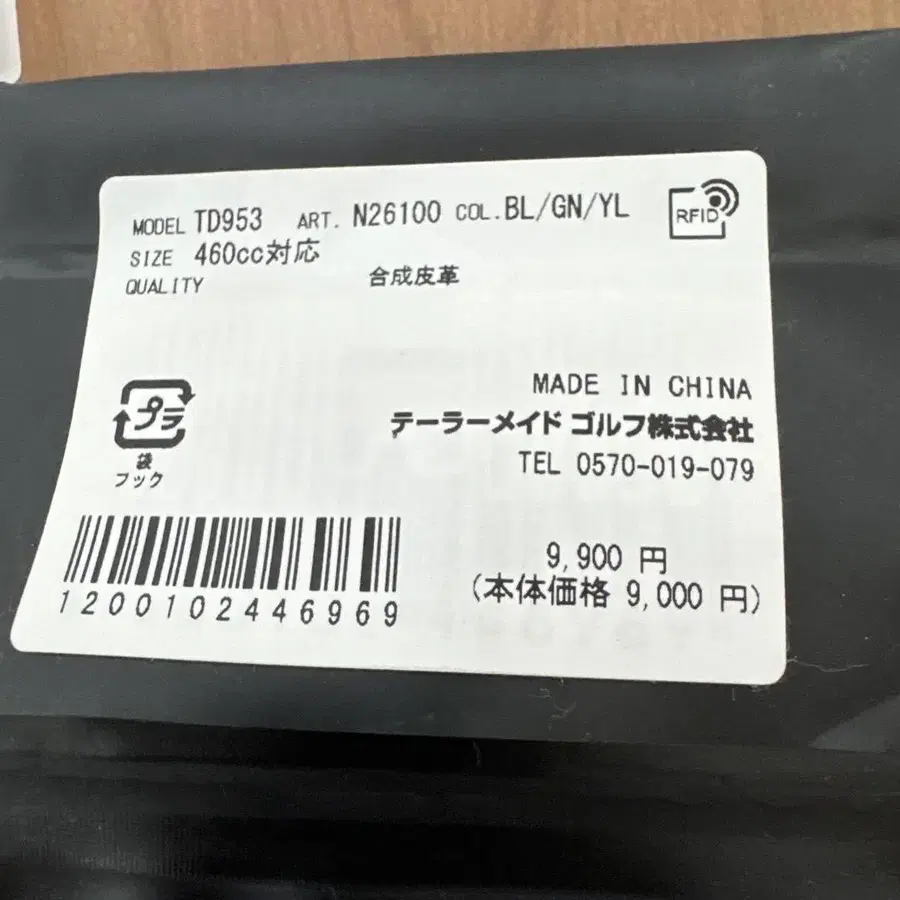 MODEL TD953 ART. N26100 COL. BL/GN/YL
RFID
SIZE 460cc対応
QUALITY 合成皮革
MADE IN CHINA
テーラーメイド ゴルフ株式会社
TEL 0570-019-079
プラ
袋
フック
1200102446969
9,900 円
(本体価格 9,000 円)